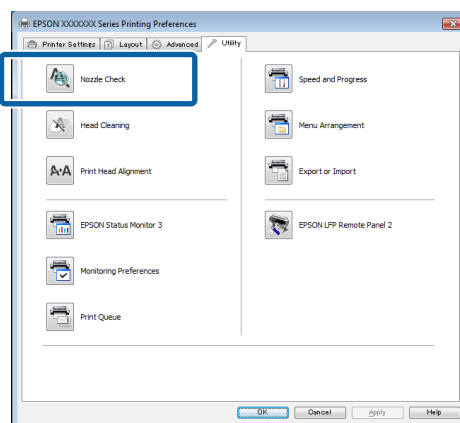 EPSON XXXXXXX Series Printing Preferences
Printer Settings Layout Advanced Utility
Nozzle Check
Speed and Progress
Head Cleaning
Menu Arrangement
Print Head Alignment
Export or Import
EPSON Status Monitor 3
EPSON LFP Remote Panel 2
Monitoring Preferences
Print Queue
OK Cancel Apply Help